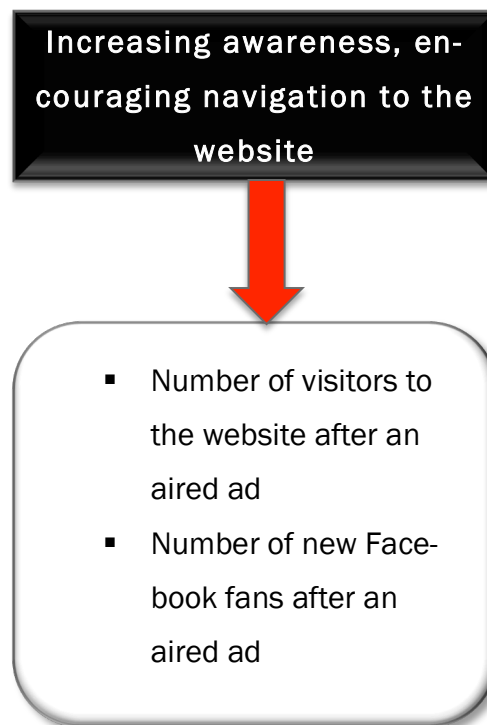 Increasing awareness, en-
couraging navigation to the
website
▪ Number of visitors to
the website after an
aired ad
▪ Number of new Face-
book fans after an
aired ad